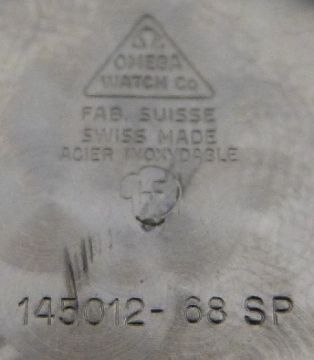 Ω
OMEGA
WATCH Co
FAB. SUISSE
SWISS MADE
ACIER INOXYDABLE
145012- 68 SP